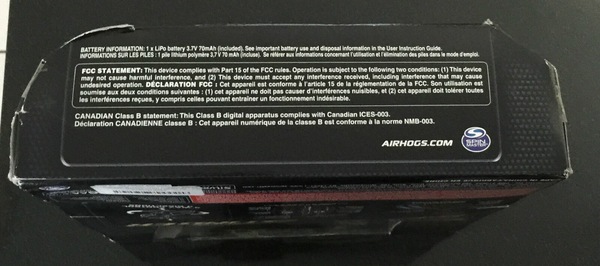 BATTERY INFORMATION: 1 x LiPo battery 3.7V 70mAh (included). See important battery use and disposal information in the User Instruction Guide.
INFORMATIONS SUR LES PILES : 1 pile lithium polymère 3,7 V 70 mAh (incluse). Se référer aux informations concernant l'utilisation et l'élimination des piles dans le mode d'emploi.
FCC STATEMENT: This device complies with Part 15 of the FCC rules. Operation is subject to the following two conditions: (1) This device
may not cause harmful interference, and (2) This device must accept any interference received, including interference that may cause
undesired operation. DÉCLARATION FCC : Cet appareil est conforme à l'article 15 de la réglementation de la FCC. Son utilisation est
soumise aux deux conditions suivantes : (1) cet appareil ne doit pas causer d'interférences nuisibles, et (2) cet appareil doit tolérer toutes
les interférences reçues, y compris celles pouvant entraîner un fonctionnement indésirable.
CANADIAN Class B statement: This Class B digital apparatus complies with Canadian ICES-003.
Déclaration CANADIENNE classe B : Cet appareil numérique de la classe B est conforme à la norme NMB-003.
AIRHOGS.COM
SPIN
MASTER